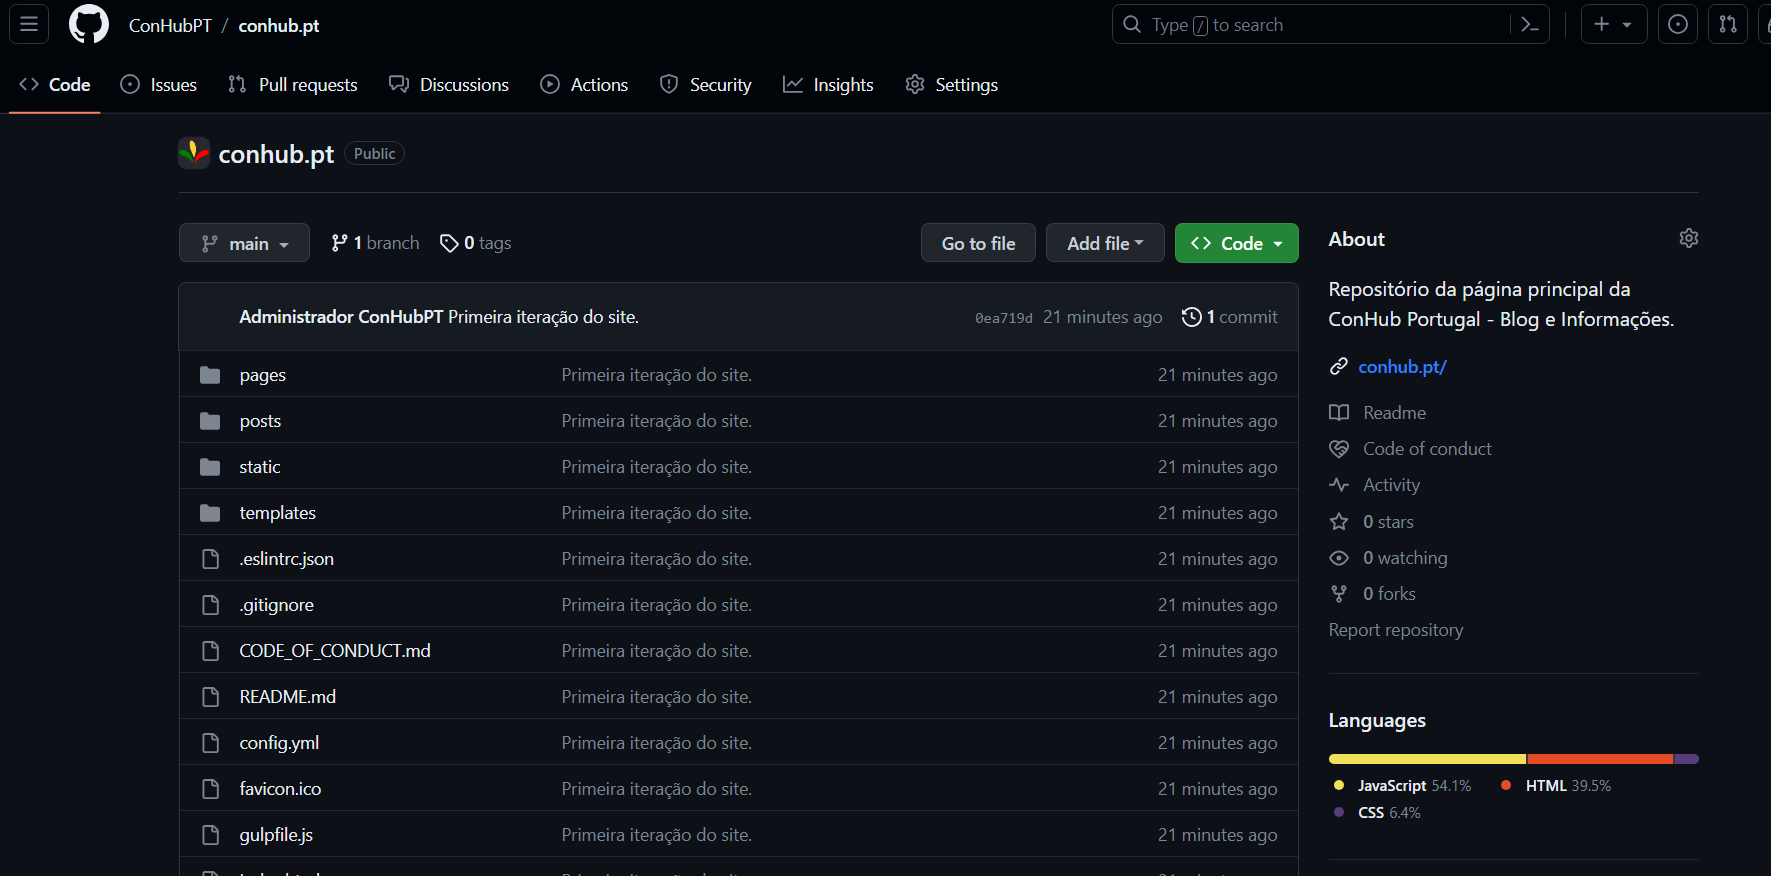 ConHubPT / conhub.pt
Type / to search
Code Issues Pull requests Discussions Actions Security Insights Settings
conhub.pt Public
main 1 branch 0 tags Go to file Add file Code
Administrador ConHubPT Primeira iteração do site. 0ea719d 21 minutes ago 1 commit
pages Primeira iteração do site. 21 minutes ago
posts Primeira iteração do site. 21 minutes ago
static Primeira iteração do site. 21 minutes ago
templates Primeira iteração do site. 21 minutes ago
.eslintrc.json Primeira iteração do site. 21 minutes ago
.gitignore Primeira iteração do site. 21 minutes ago
CODE_OF_CONDUCT.md Primeira iteração do site. 21 minutes ago
README.md Primeira iteração do site. 21 minutes ago
config.yml Primeira iteração do site. 21 minutes ago
favicon.ico Primeira iteração do site. 21 minutes ago
gulpfile.js Primeira iteração do site. 21 minutes ago
About
Repositório da página principal da
ConHub Portugal - Blog e Informações.
conhub.pt/
Readme
Code of conduct
Activity
0 stars
0 watching
0 forks
Report repository
Languages
JavaScript 54.1% HTML 39.5%
CSS 6.4%